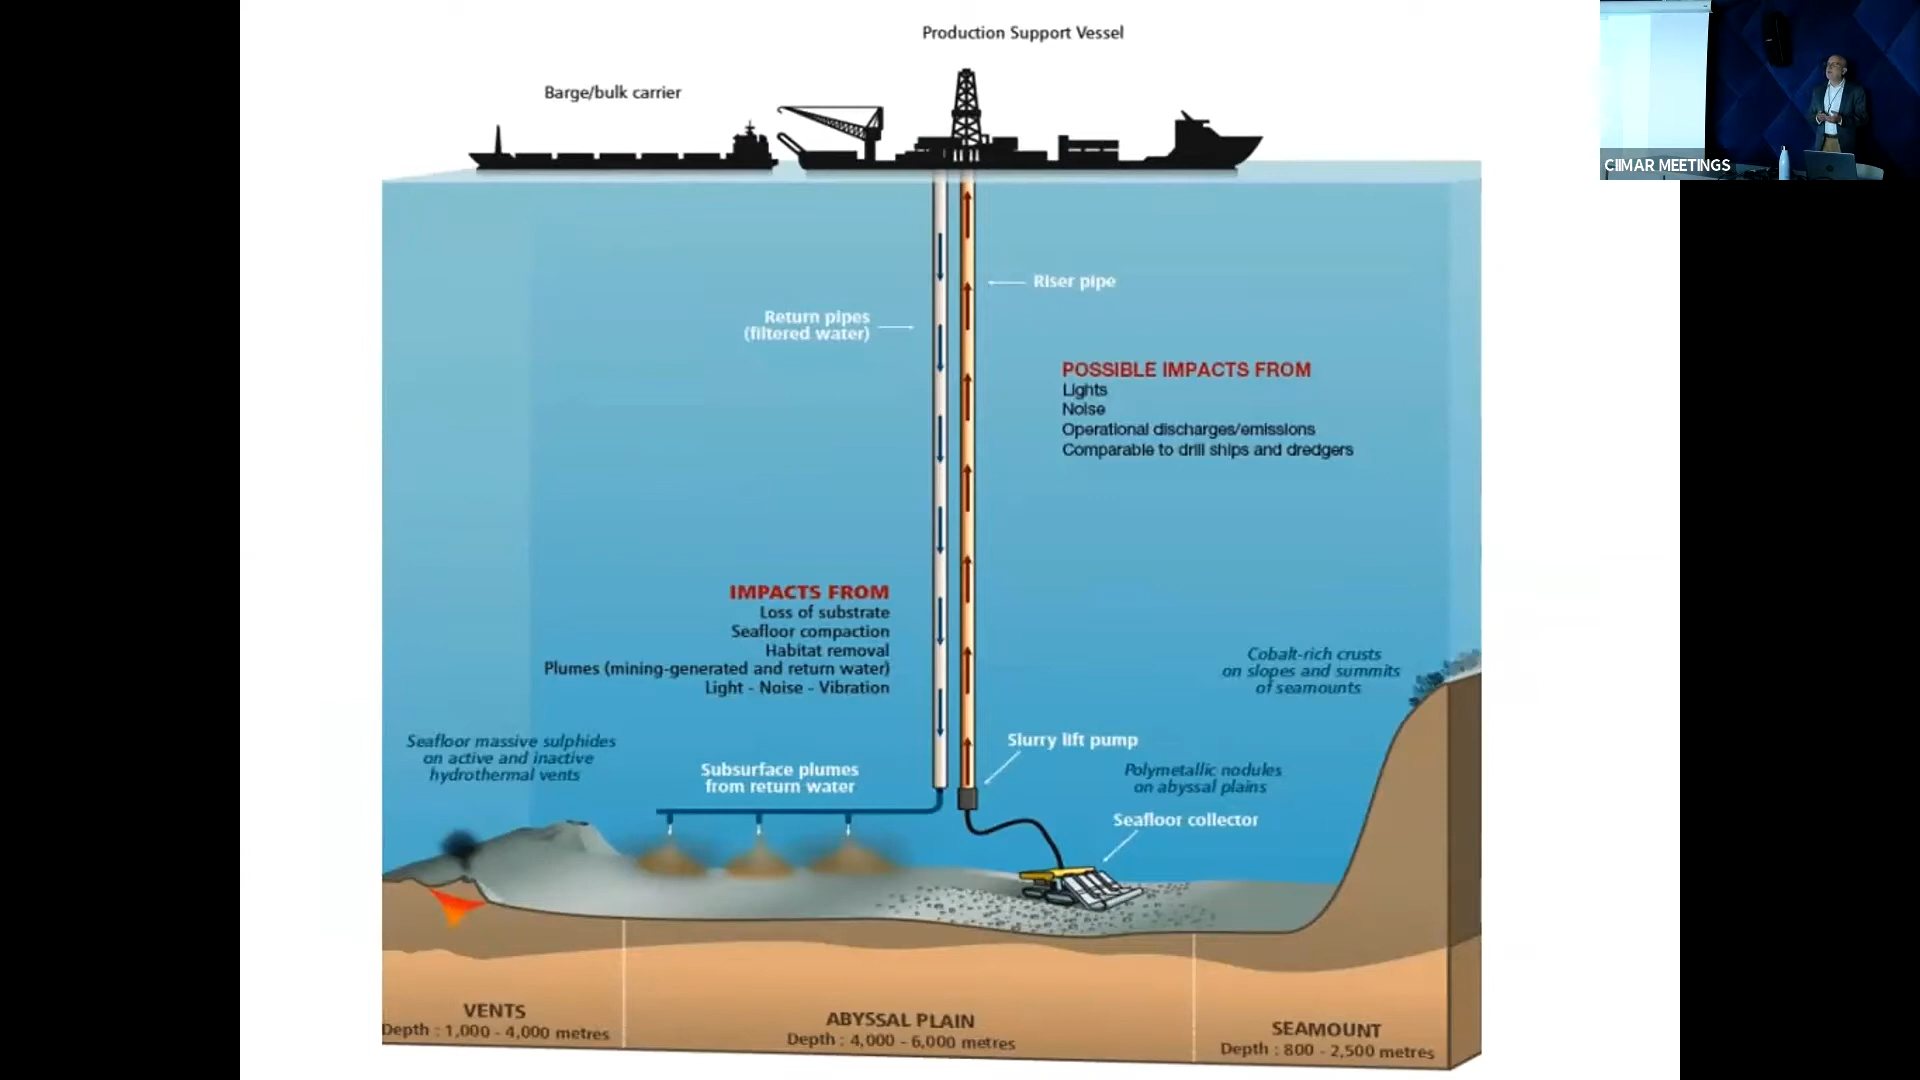 Production Support Vessel
Barge/bulk carrier
CIIMAR MEETINGS
Riser pipe
Return pipes
(filtered water)
POSSIBLE IMPACTS FROM
Lights
Noise
Operational discharges/emissions
Comparable to drill ships and dredgers
IMPACTS FROM
Loss of substrate
Seafloor compaction
Habitat removal
Plumes (mining-generated and return water)
Light - Noise - Vibration
Cobalt-rich crusts
on slopes and summits
of seamounts
Seafloor massive sulphides
on active and inactive
hydrothermal vents
Subsurface plumes
from return water
Slurry lift pump
Polymetallic nodules
on abyssal plains
Seafloor collector
VENTS
Depth : 1,000 - 4,000 metres
ABYSSAL PLAIN
Depth : 4,000 - 6,000 metres
SEAMOUNT
Depth : 800 - 2,500 metres